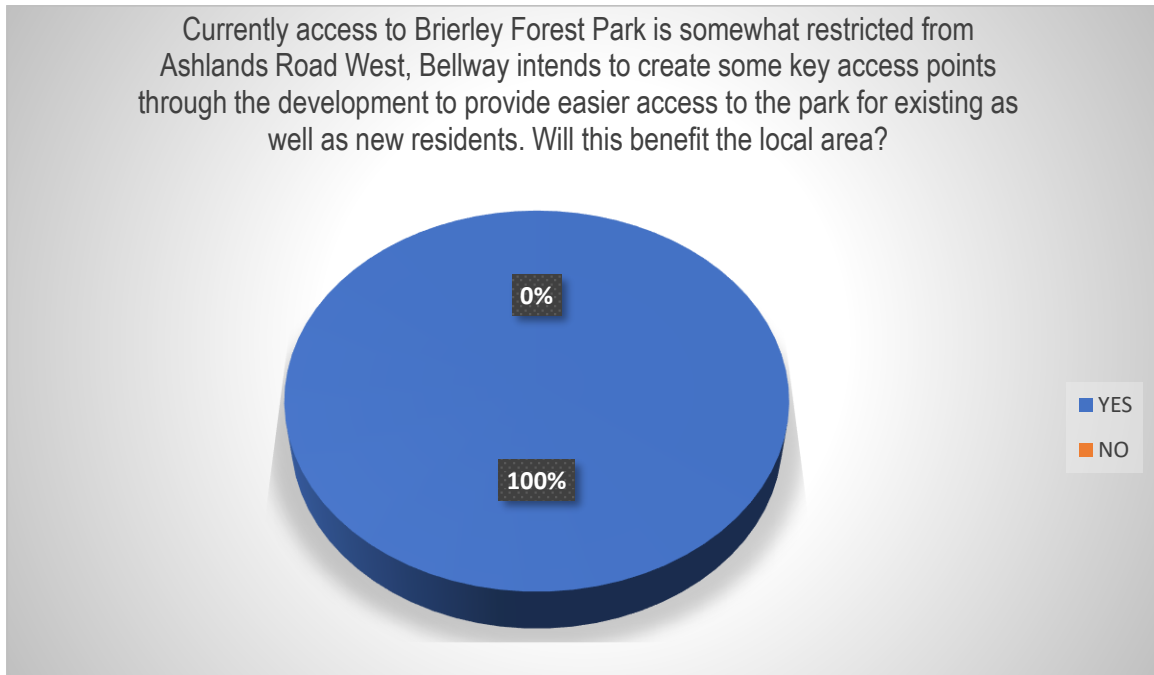 Currently access to Brierley Forest Park is somewhat restricted from
Ashlands Road West, Bellway intends to create some key access points
through the development to provide easier access to the park for existing as
well as new residents. Will this benefit the local area?
0%
100%
YES
NO